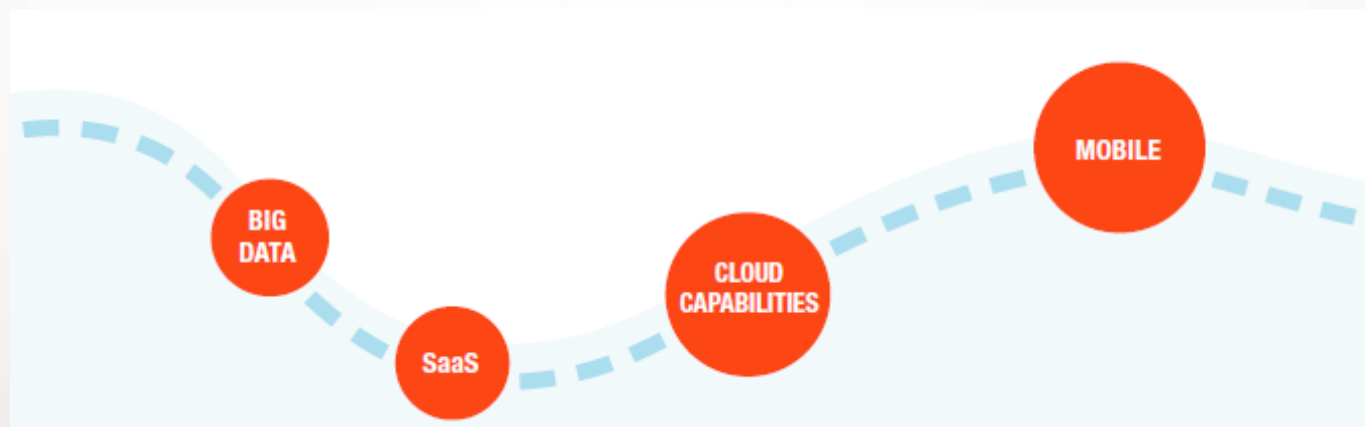 BIG
DATA
SaaS
CLOUD
CAPABILITIES
MOBILE